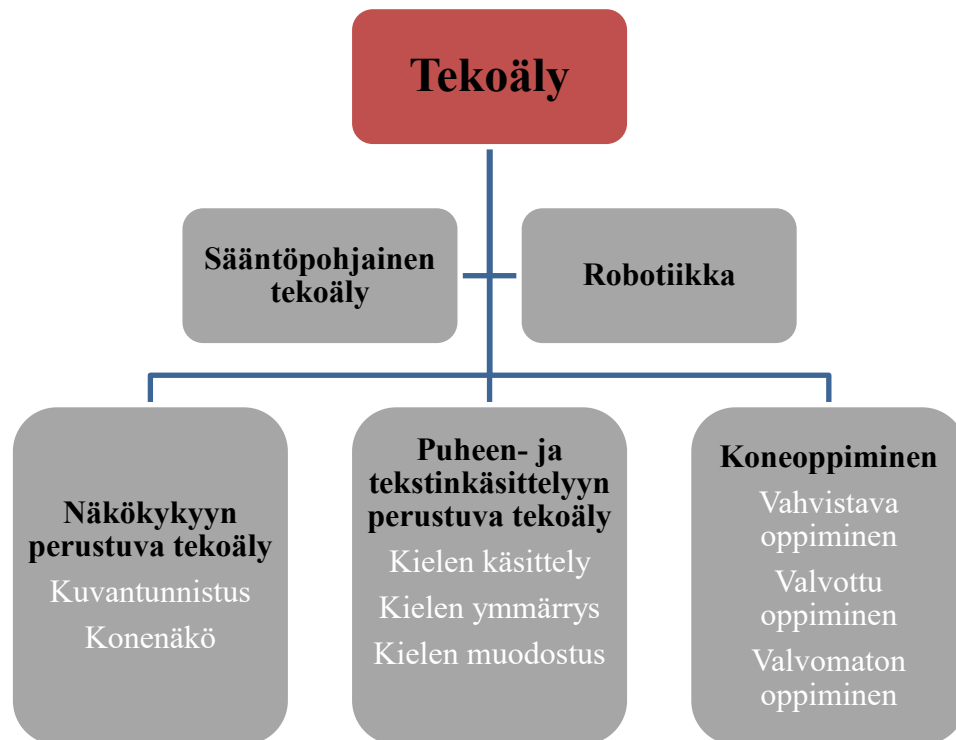 Tekoäly
Sääntöpohjainen
tekoäly
Robotiikka
Näkökykyyn
perustuva tekoäly
Kuvantunnistus
Konenäkö
Puheen- ja
tekstinkäsittelyyn
perustuva tekoäly
Kielen käsittely
Kielen ymmärrys
Kielen muodostus
Koneoppiminen
Vahvistava
oppiminen
Valvottu
oppiminen
Valvomaton
oppiminen